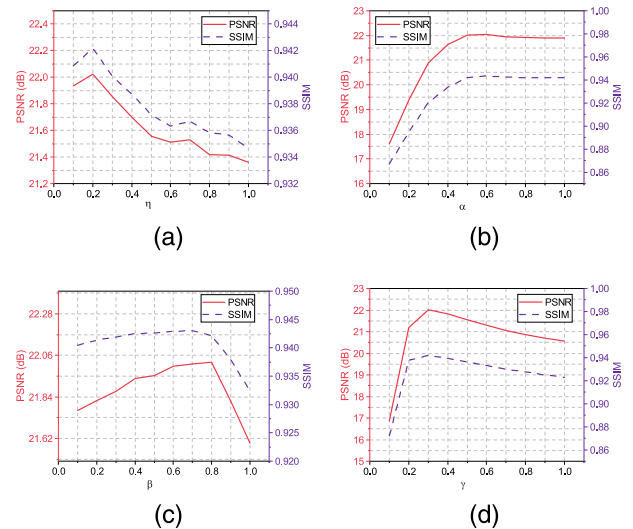 22.4
22.2
22.0
21.8
21.6
21.4
21.2
PSNR (dB)
0.0 0.2 0.4 0.6 0.8 1.0
η
0.944
0.942
0.940
0.938
0.936
0.934
0.932
SSIM
PSNR
SSIM
(a)
23
22
21
20
19
18
17
16
PSNR (dB)
0.0 0.2 0.4 0.6 0.8 1.0
α
1.00
0.98
0.96
0.94
0.92
0.90
0.88
0.86
SSIM
PSNR
SSIM
(b)
22.28
22.06
21.84
21.62
PSNR (dB)
0.0 0.2 0.4 0.6 0.8 1.0
β
0.950
0.945
0.940
0.935
0.930
0.925
0.920
SSIM
PSNR
SSIM
(c)
23
22
21
20
19
18
17
16
15
PSNR (dB)
0.0 0.2 0.4 0.6 0.8 1.0
γ
1.00
0.98
0.96
0.94
0.92
0.90
0.88
0.86
SSIM
PSNR
SSIM
(d)